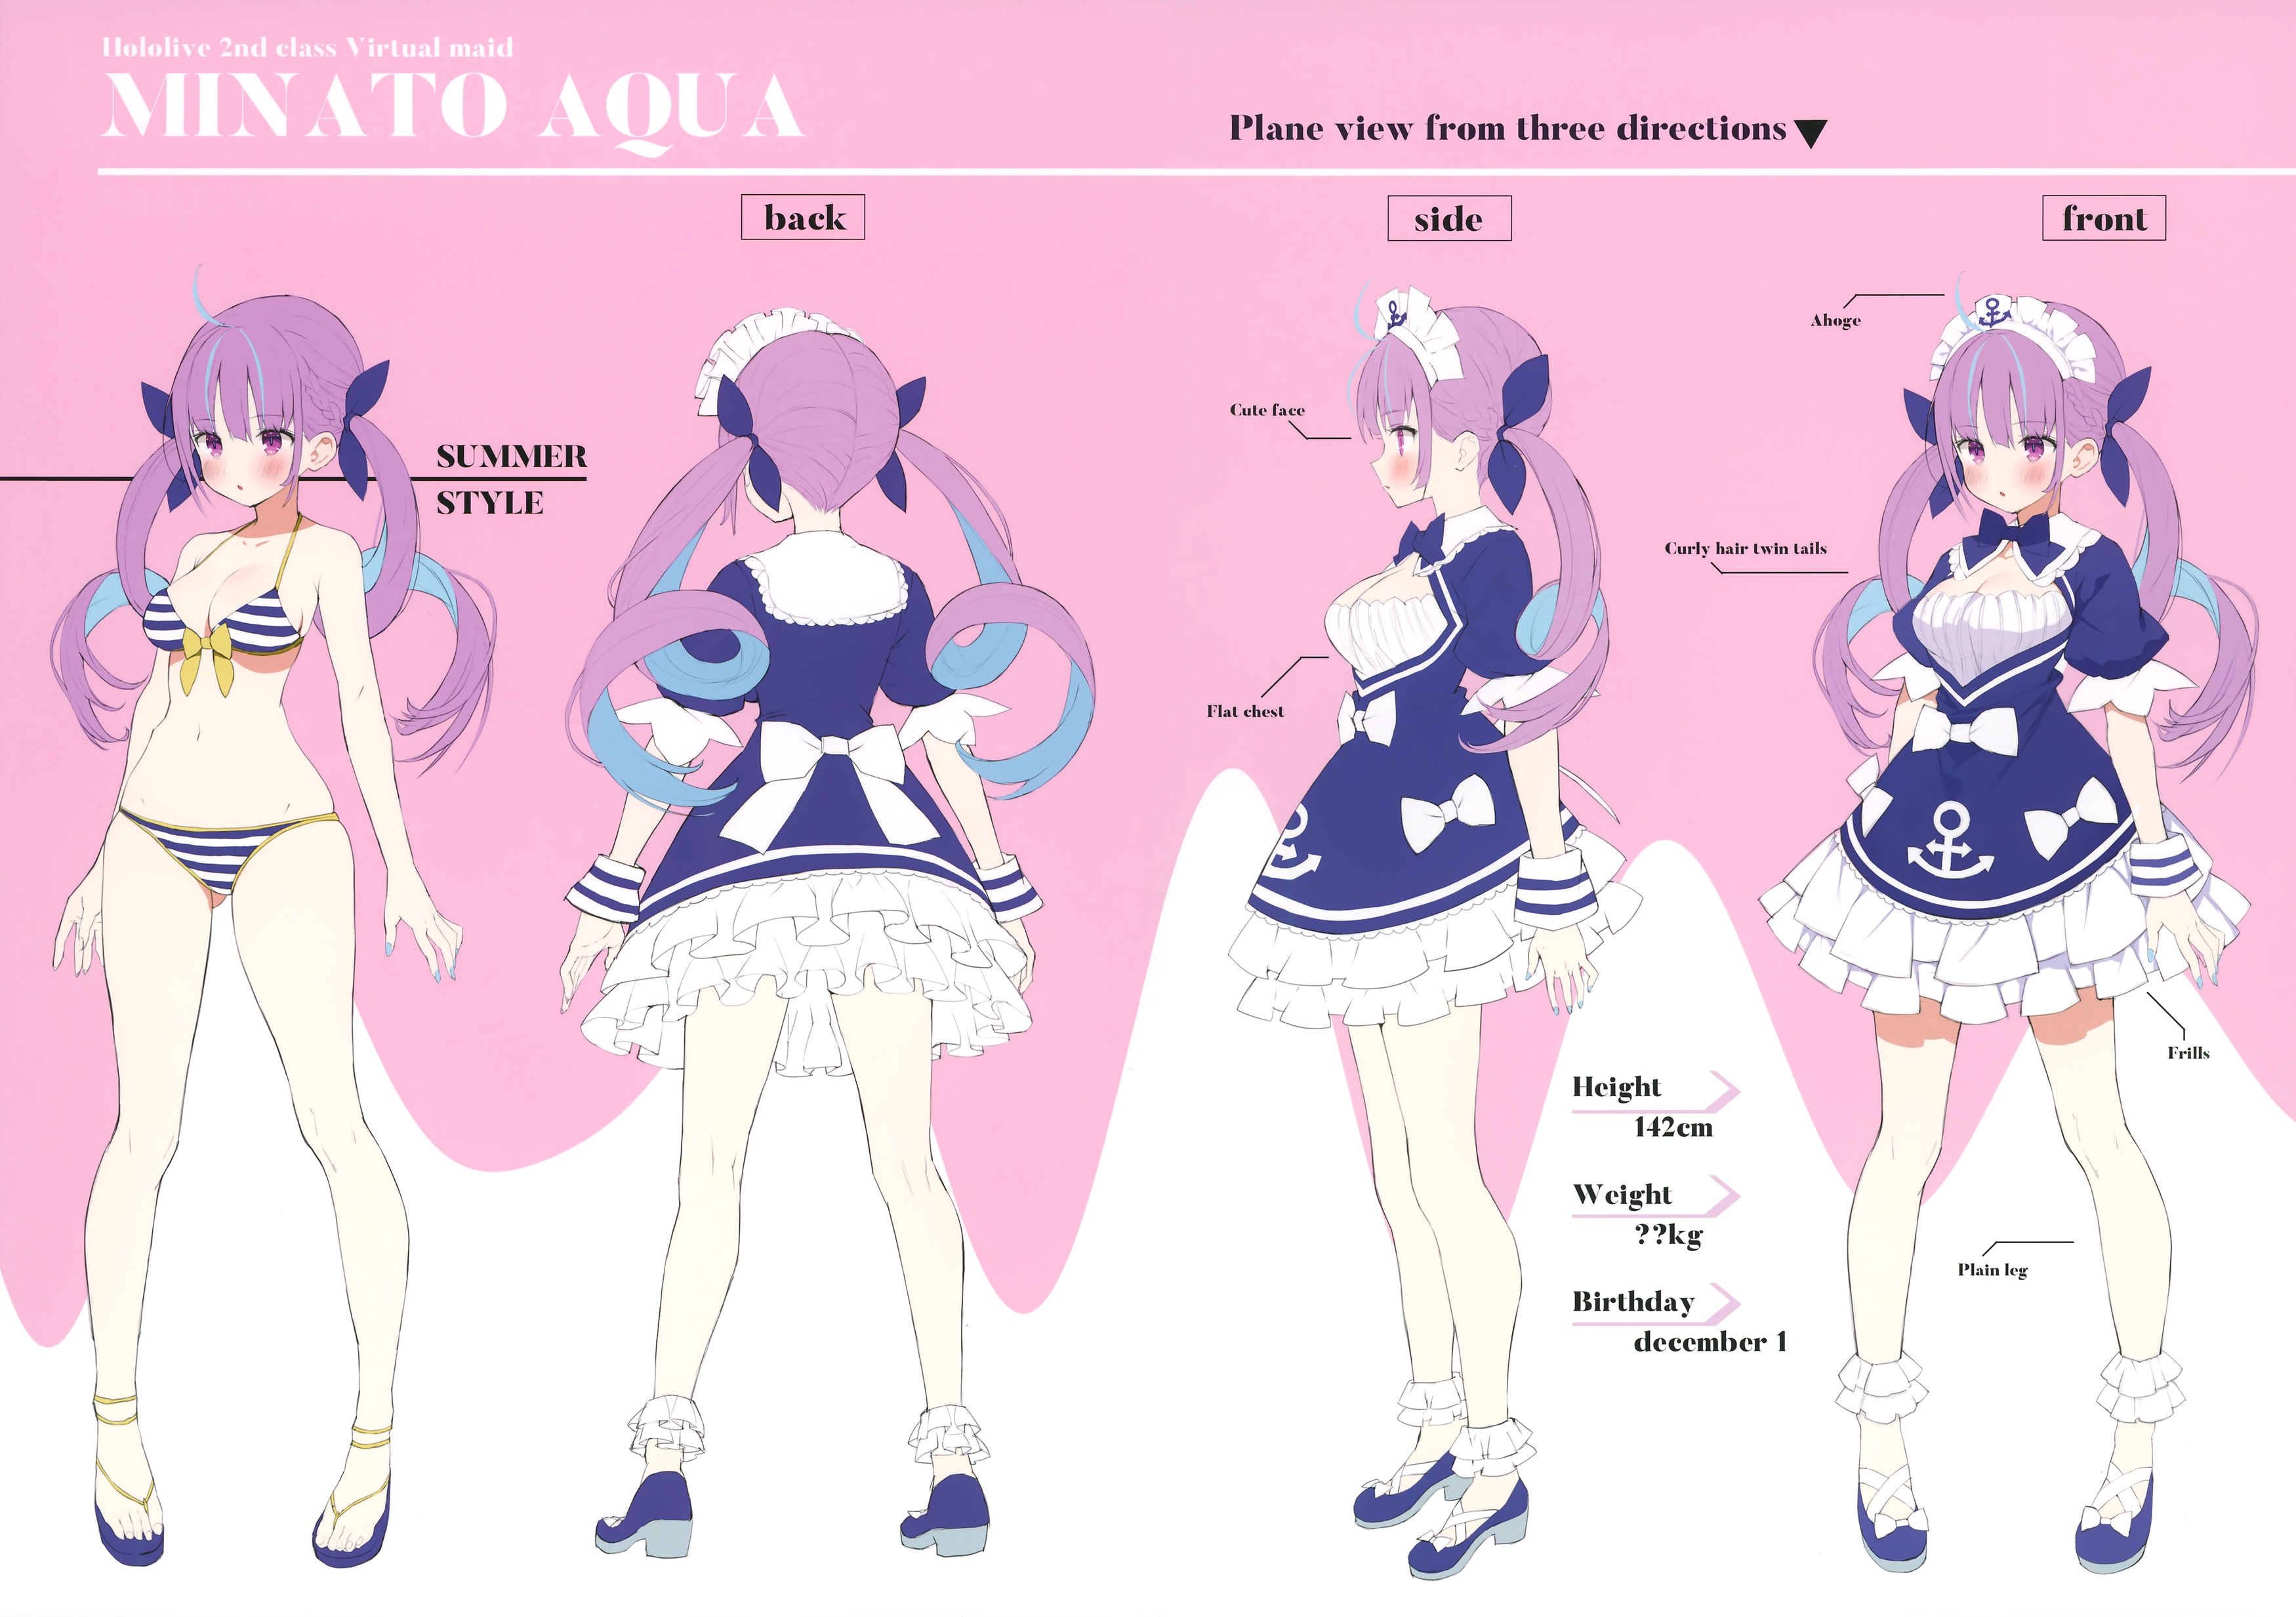 Hololive 2nd class Virtual maid
MINATO AQUA
Plane view from three directions▼
back
side
front
Ahoge
Cute face
SUMMER
STYLE
Curly hair twin tails
Flat chest
Frills
Height
142cm
Weight
??kg
Plain leg
Birthday
december 1